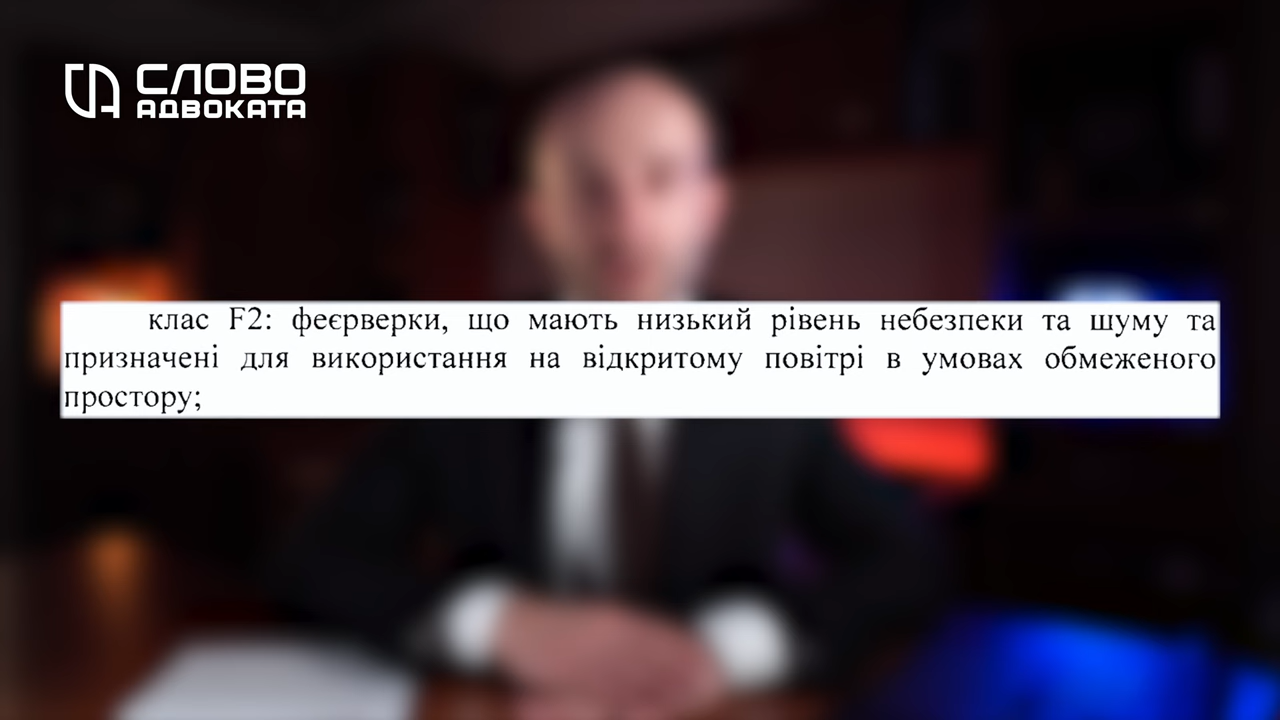 СЛОВО
АДВОКАТА
клас F2: феєрверки, що мають низький рівень небезпеки та шуму та
призначені для використання на відкритому повітрі в умовах обмеженого
простору;